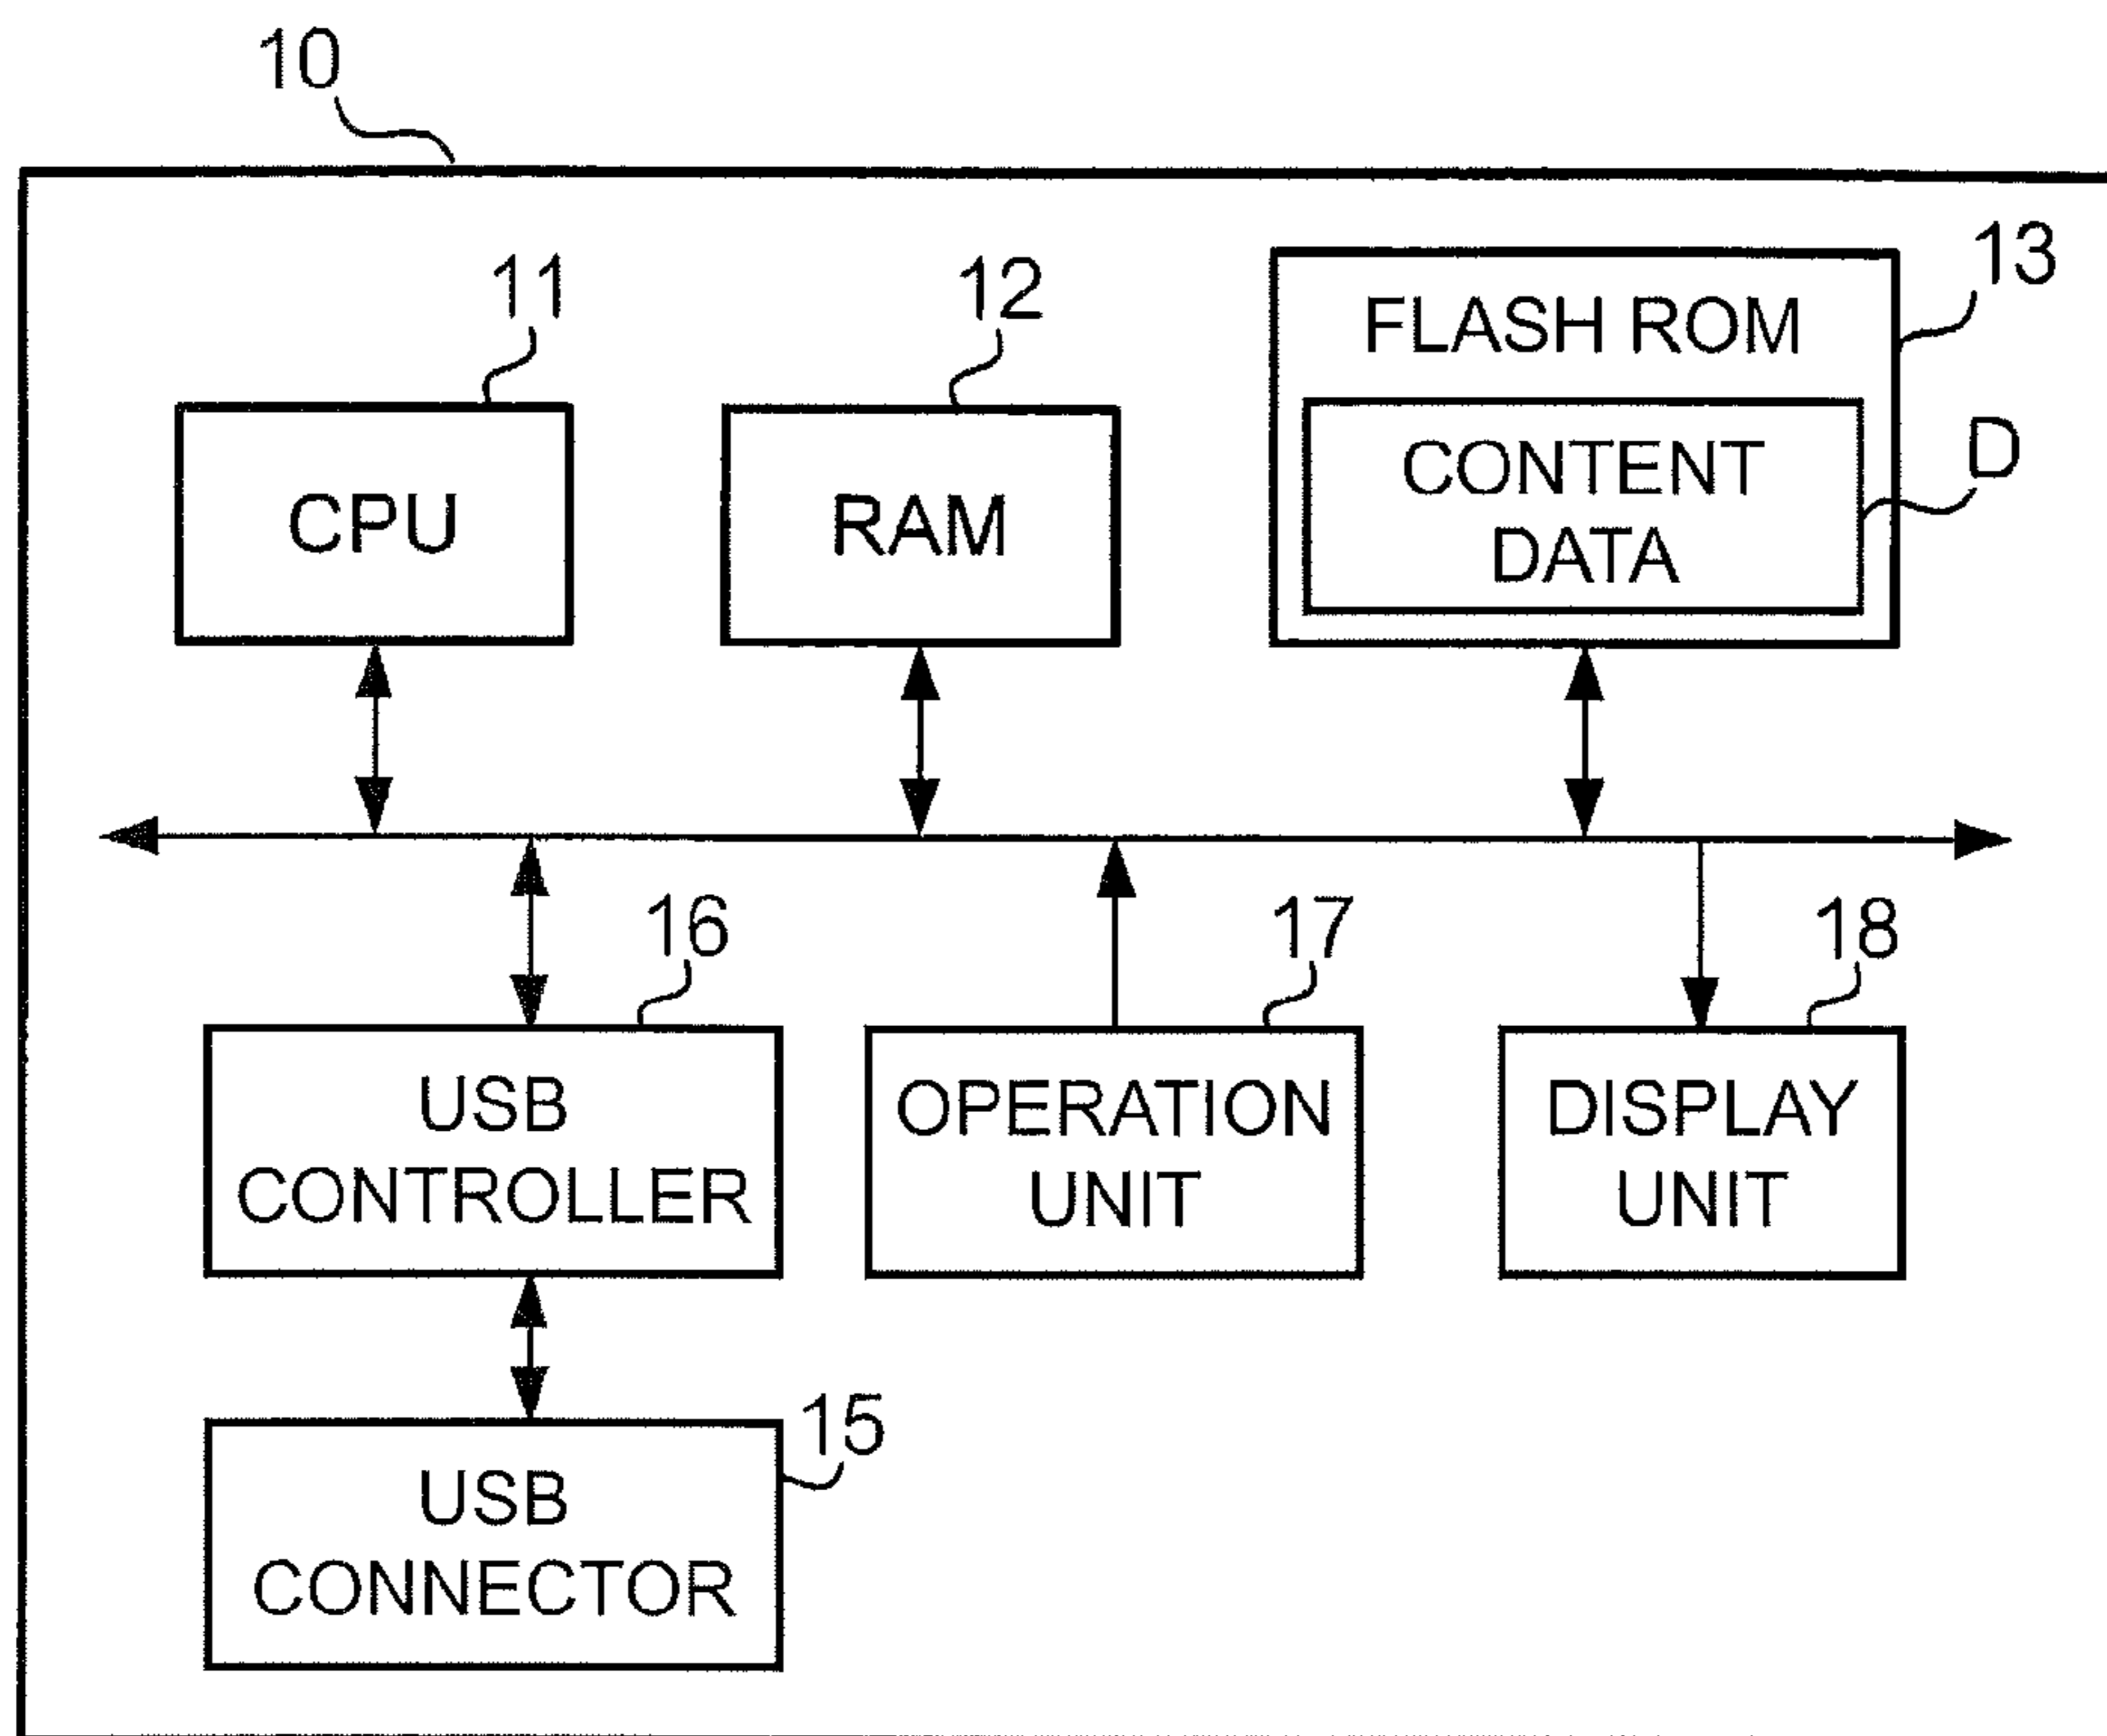 10
11
12
13
FLASH ROM
CPU
RAM
CONTENT
DATA
D
16
17
18
USB
CONTROLLER
OPERATION
UNIT
DISPLAY
UNIT
15
USB
CONNECTOR